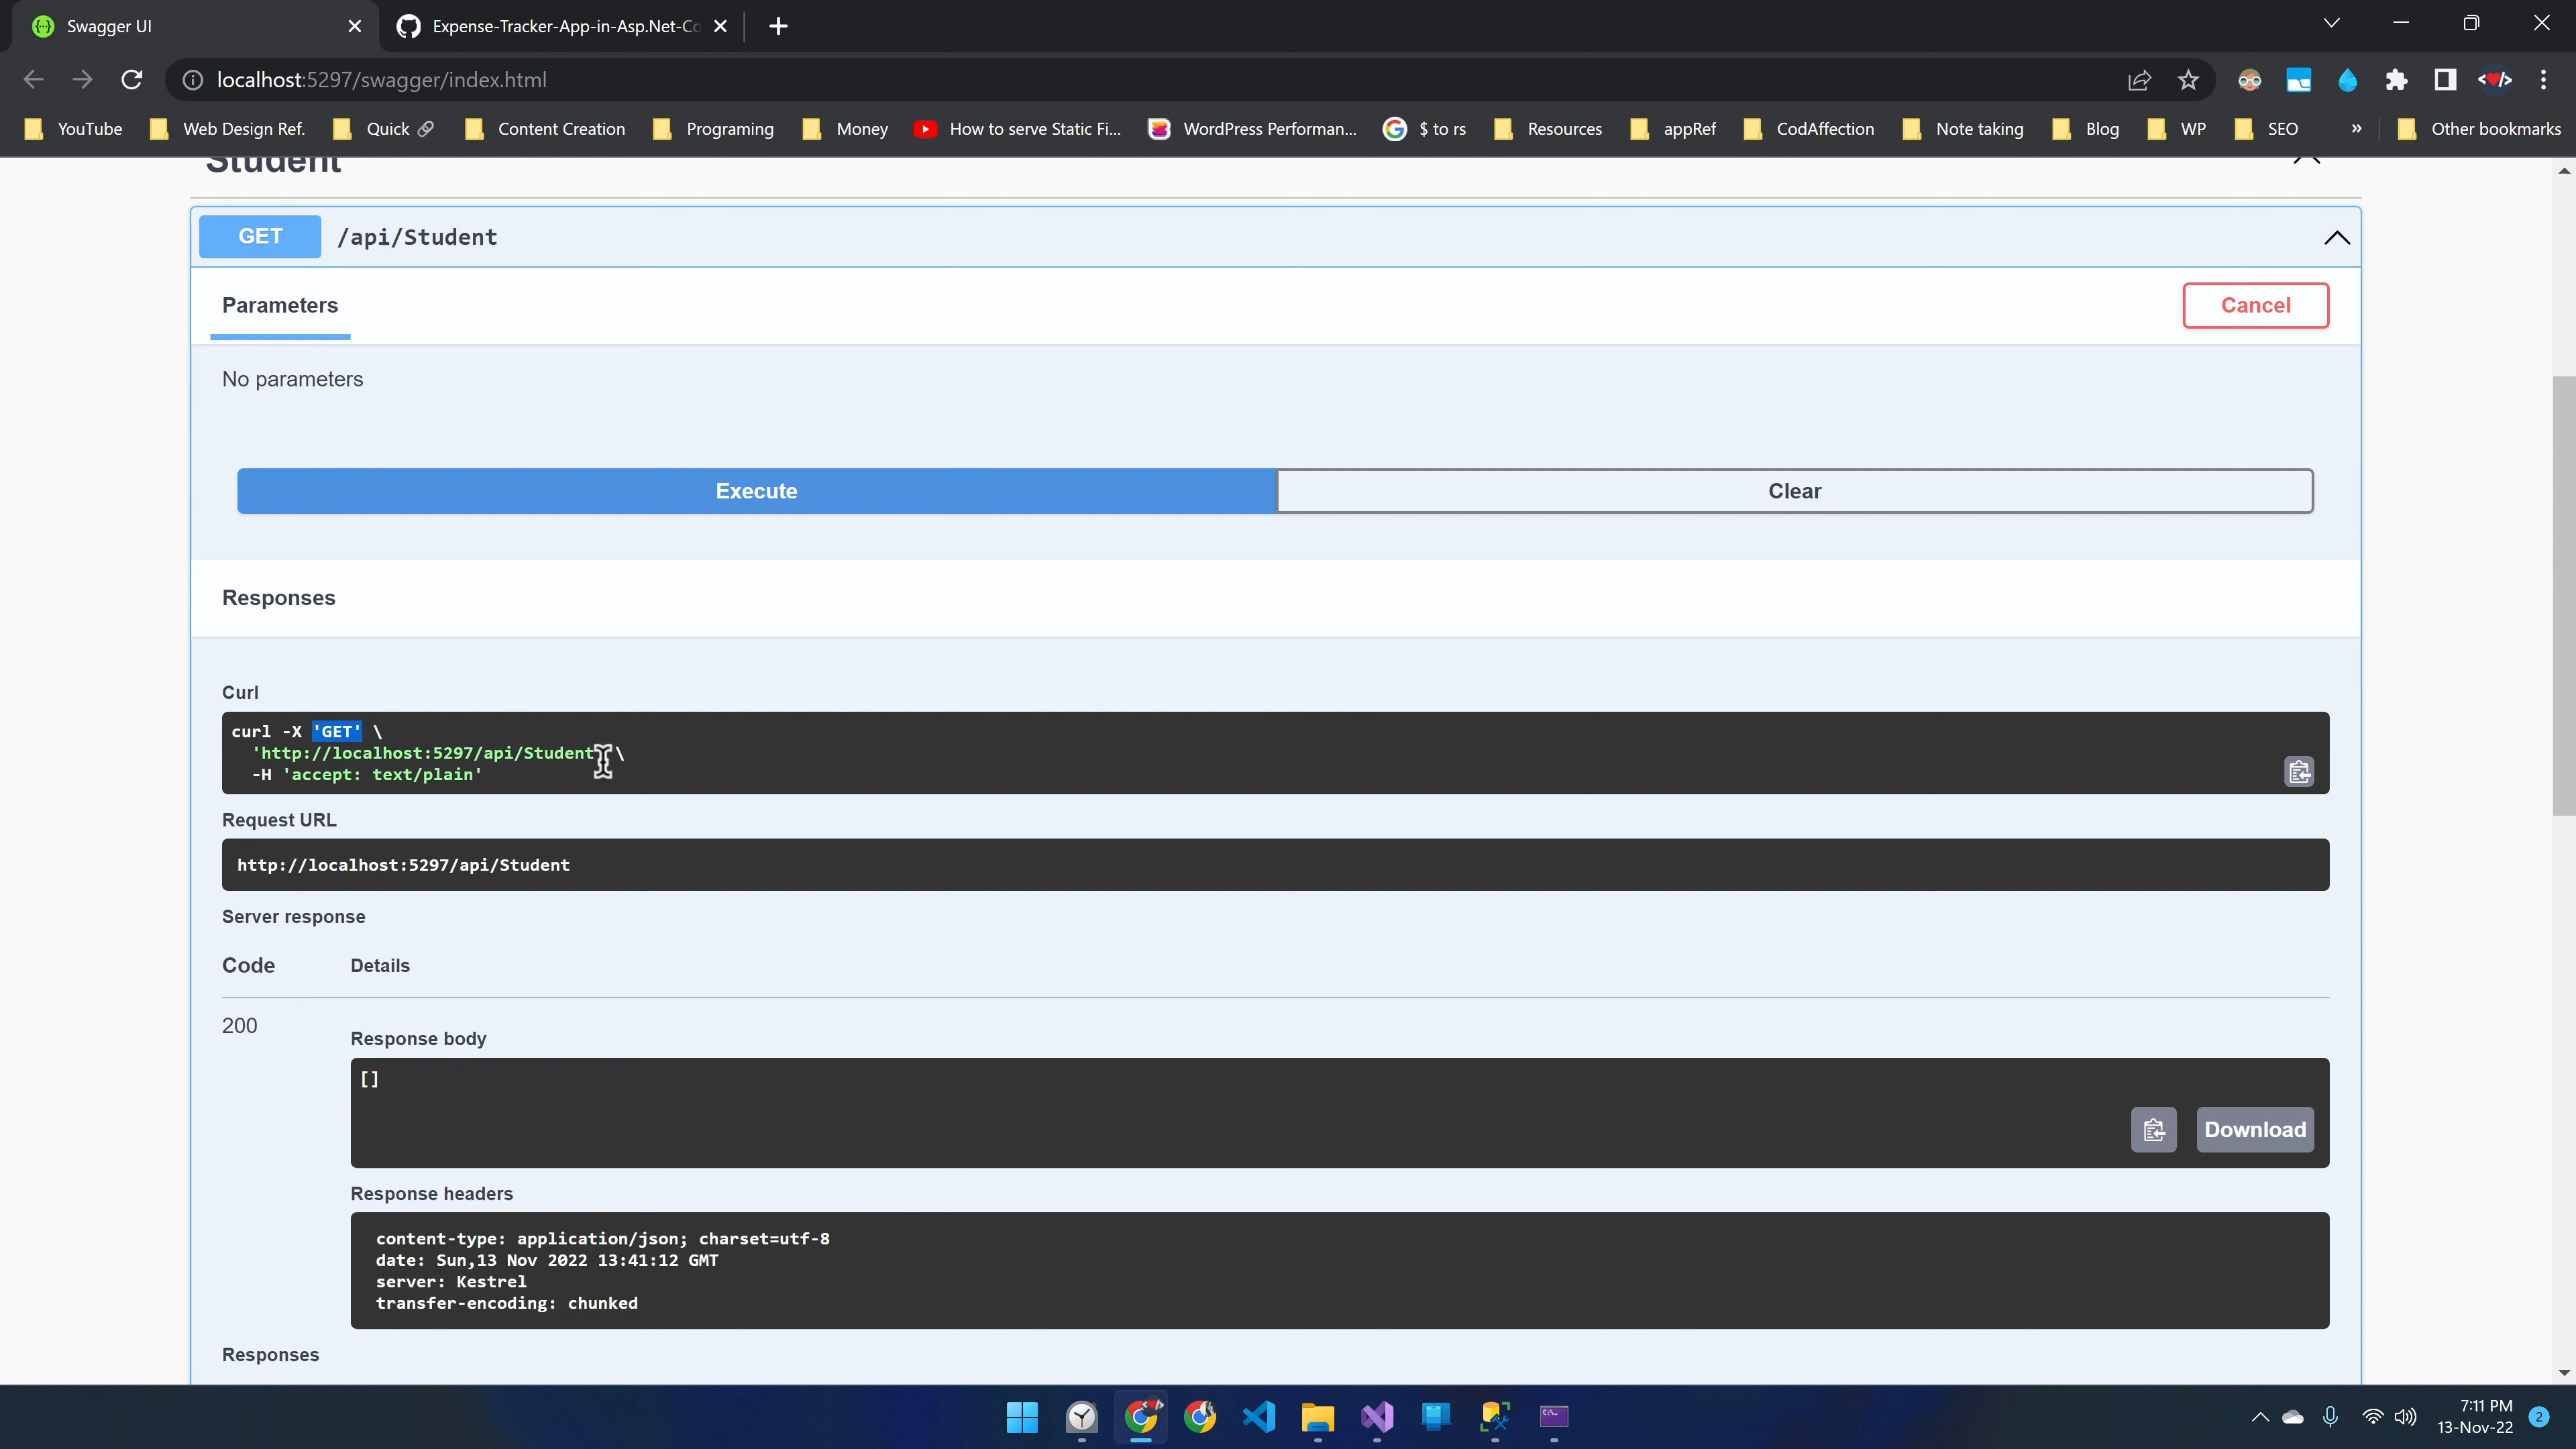 Swagger UI
Expense-Tracker-App-in-Asp.Net-Co
localhost:5297/swagger/index.html
YouTube Web Design Ref. Quick Content Creation Programing Money How to serve Static Fi... WordPress Performan... $ to rs Resources appRef CodAffection Note taking Blog WP SEO » Other bookmarks
Student
GET /api/Student
Parameters
Cancel
No parameters
Execute
Clear
Responses
Curl
curl -X 'GET' \
'http://localhost:5297/api/Student' \
-H 'accept: text/plain'
Request URL
http://localhost:5297/api/Student
Server response
Code Details
200
Response body
[]
Download
Response headers
content-type: application/json; charset=utf-8
date: Sun,13 Nov 2022 13:41:12 GMT
server: Kestrel
transfer-encoding: chunked
Responses
7:11 PM
13-Nov-22
2